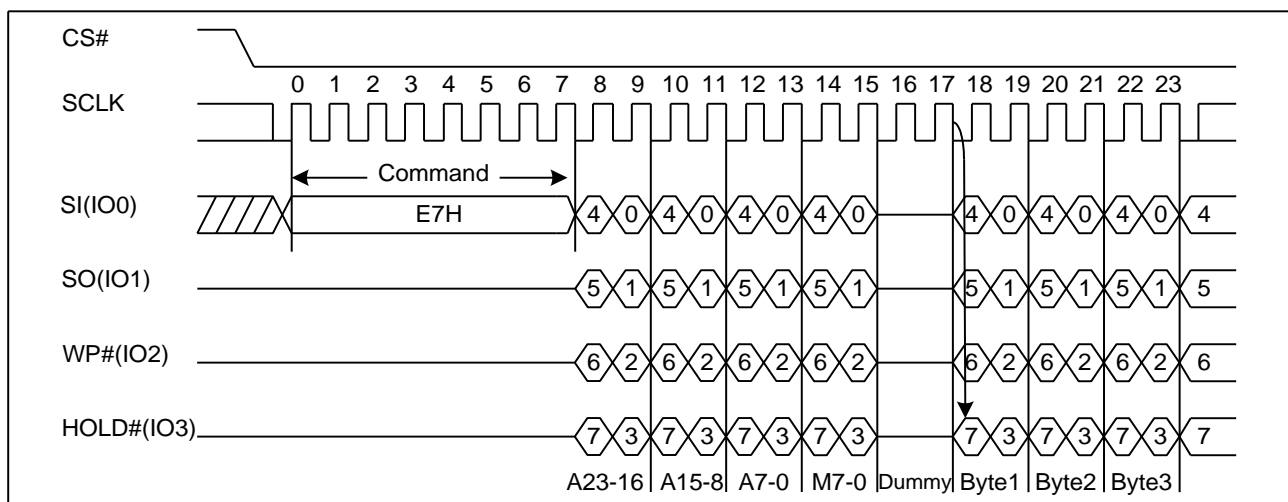 CS#
0 1 2 3 4 5 6 7 8 9 10 11 12 13 14 15 16 17 18 19 20 21 22 23
SCLK
Command
SI(IO0) E7H 4 0 4 0 4 0 4 0 4 0 4 0 4 0 4
SO(IO1) 5 1 5 1 5 1 5 1 5 1 5 1 5 1 5
WP#(IO2) 6 2 6 2 6 2 6 2 6 2 6 2 6 2 6
HOLD#(IO3) 7 3 7 3 7 3 7 3 7 3 7 3 7 3 7
A23-16 A15-8 A7-0 M7-0 Dummy Byte1 Byte2 Byte3